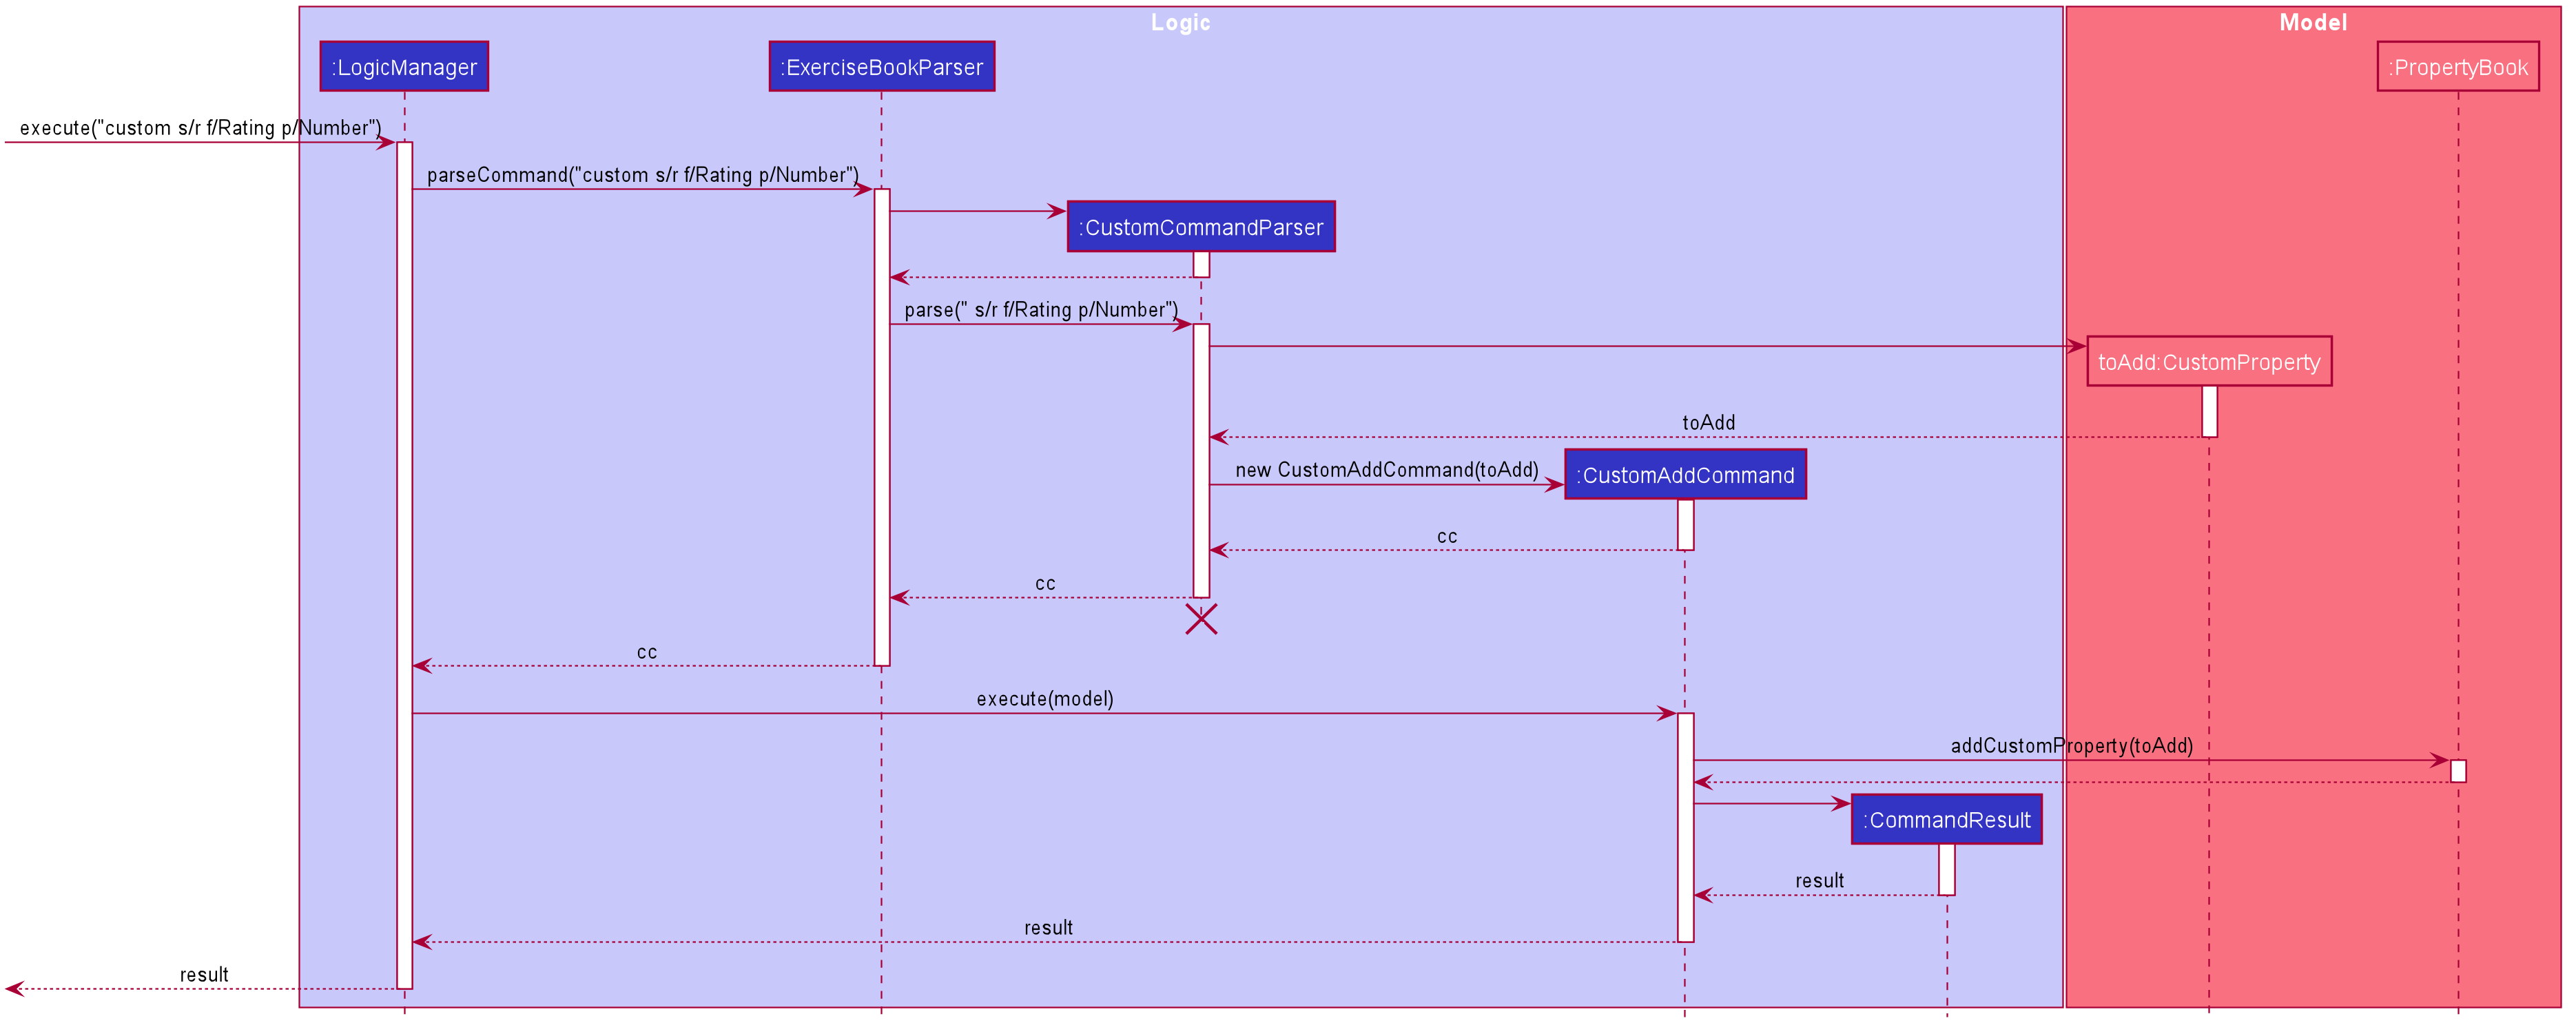 Logic
Model
:LogicManager
:ExerciseBookParser
:PropertyBook
execute("custom s/r f/Rating p/Number")
parseCommand("custom s/r f/Rating p/Number")
:CustomCommandParser
parse(" s/r f/Rating p/Number")
toAdd:CustomProperty
toAdd
new CustomAddCommand(toAdd)
:CustomAddCommand
cc
cc
cc
execute(model)
addCustomProperty(toAdd)
:CommandResult
result
result
result